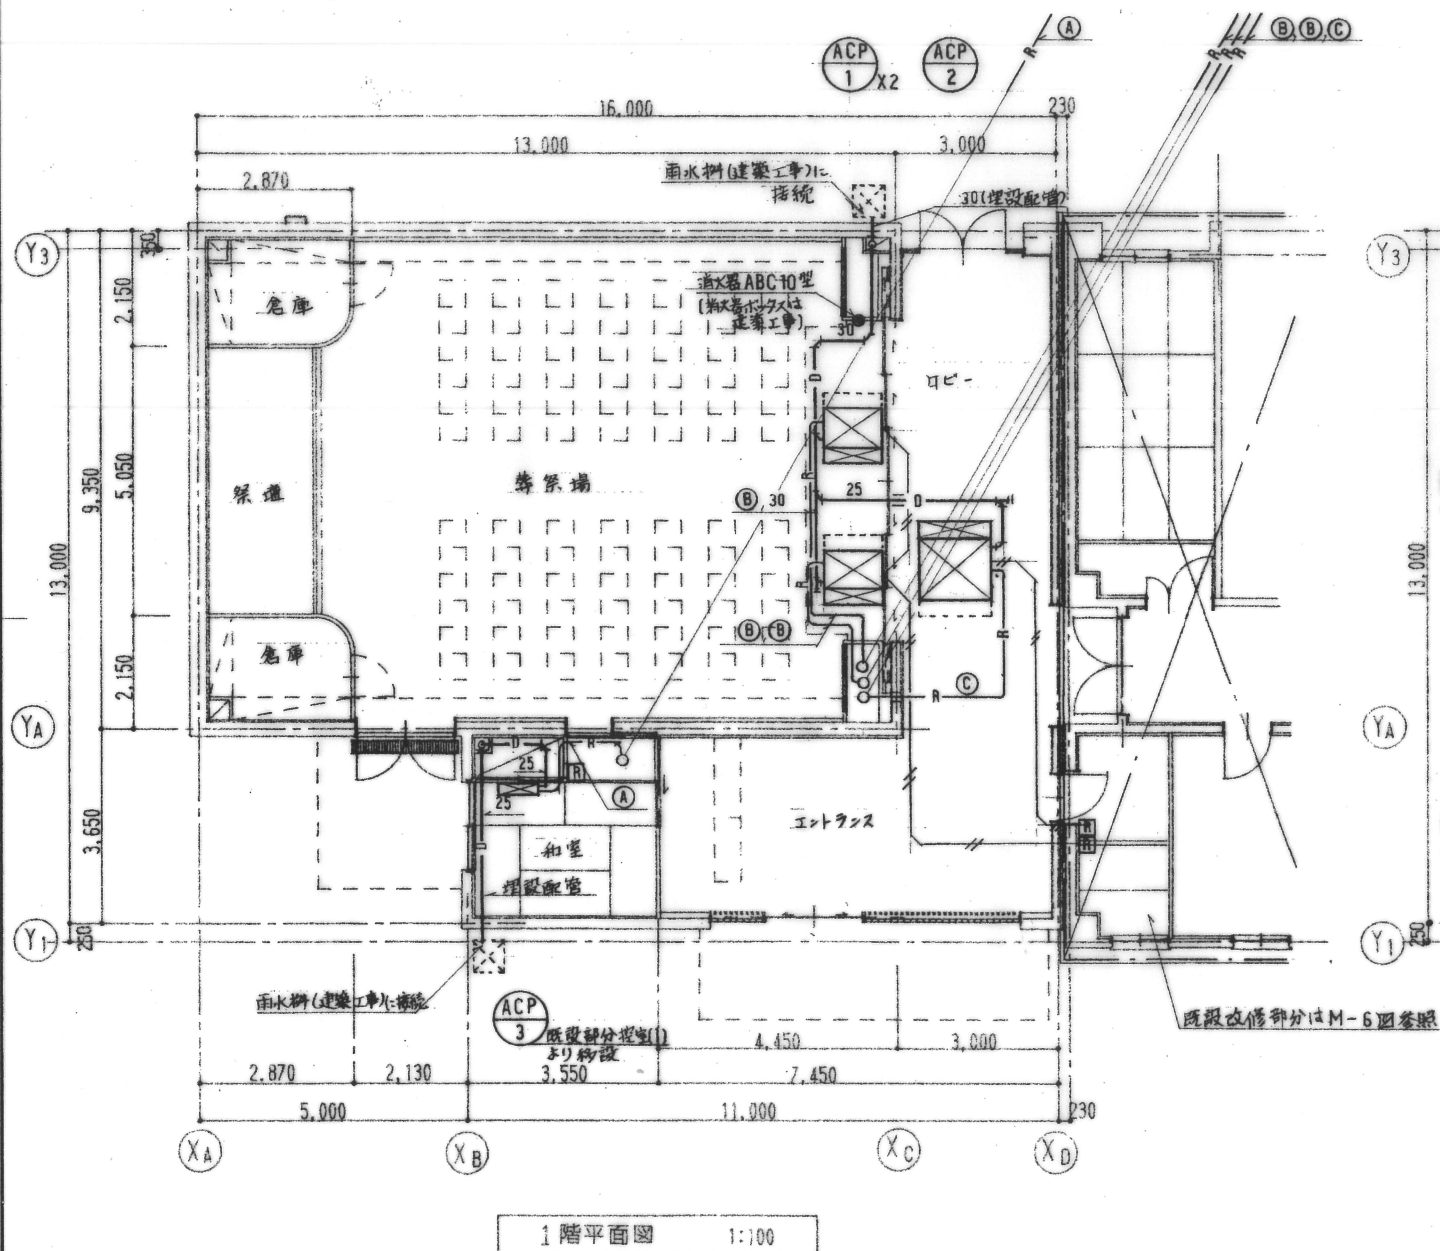 R
A
R
R
R
B, B, C
ACP
1
X2
ACP
2
16,000
230
13,000
3,000
雨水桝(建築工事)に
接続
2,870
30(埋設配管)
Y3
350
Y3
消火器ABC10型
(消火器ボックスは
建築工事)
30
倉庫
2,150
ロビー
D
R
9,350
5,050
祭壇
葬祭場
B, 30
25
D
13,000
13,000
R
B, B
R
倉庫
2,150
R
C
YA
YA
D
R
25
R
A
25
3,650
エントランス
和室
D
埋設配管
R
R
Y1
250
Y1
250
雨水桝(建築工事)に接続
ACP
3
既設部分控室(1)
より移設
既設改修部分はM-6図参照
4,450
3,000
2,870
2,130
3,550
7,450
5,000
11,000
230
XA
XB
XC
XD
1階平面図
1:100